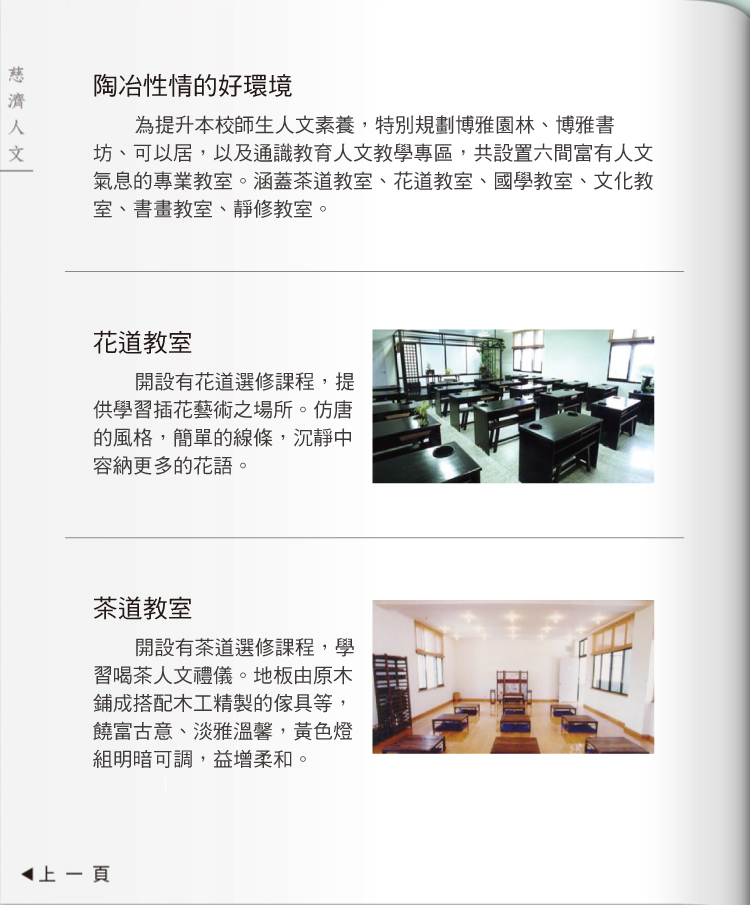 慈濟人文
陶冶性情的好環境
為提升本校師生人文素養，特別規劃博雅園林、博雅書
坊、可以居，以及通識教育人文教學專區，共設置六間富有人文
氣息的專業教室。涵蓋茶道教室、花道教室、國學教室、文化教
室、書畫教室、靜修教室。
花道教室
開設有花道選修課程，提
供學習插花藝術之場所。仿唐
的風格，簡單的線條，沉靜中
容納更多的花語。
茶道教室
開設有茶道選修課程，學
習喝茶人文禮儀。地板由原木
鋪成搭配木工精製的傢具等，
饒富古意、淡雅溫馨，黃色燈
組明暗可調，益增柔和。
◀上一頁